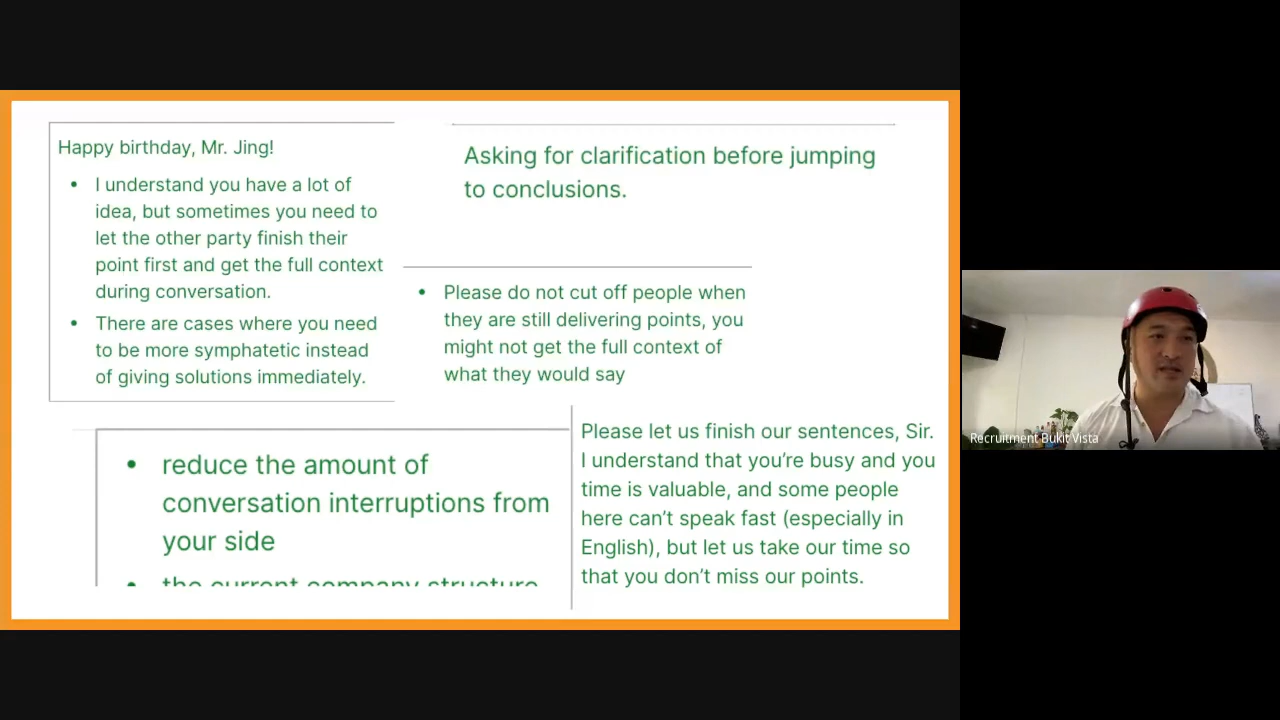 Happy birthday, Mr. Jing!
• I understand you have a lot of
idea, but sometimes you need to
let the other party finish their
point first and get the full context
during conversation.
• There are cases where you need
to be more symphatetic instead
of giving solutions immediately.
Asking for clarification before jumping
to conclusions.
• Please do not cut off people when
they are still delivering points, you
might not get the full context of
what they would say
• reduce the amount of
conversation interruptions from
your side
• the current company structure
Please let us finish our sentences, Sir.
I understand that you're busy and you
time is valuable, and some people
here can't speak fast (especially in
English), but let us take our time so
that you don't miss our points.
Recruitment Bukit Vista